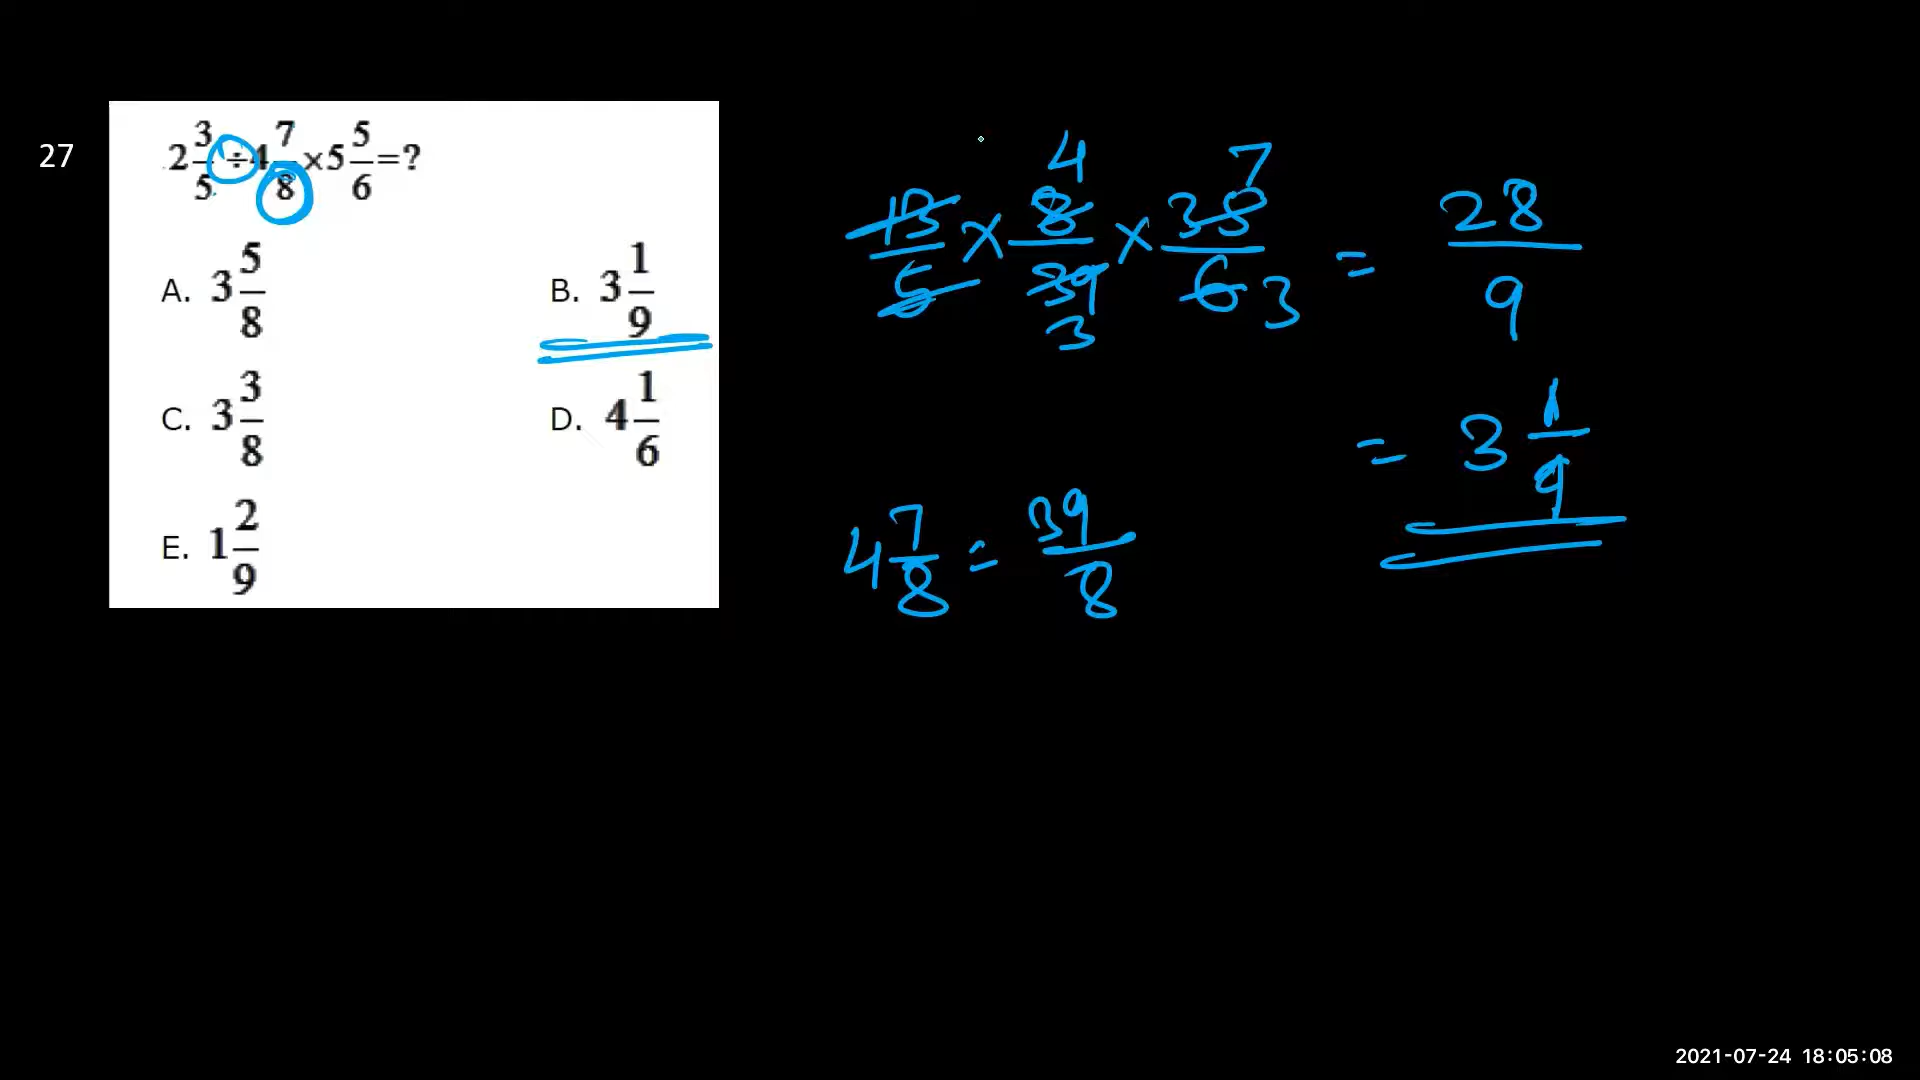 27
2 3/5 ÷ 4 7/8 × 5 5/6 = ?
A. 3 5/8
B. 3 1/9
C. 3 3/8
D. 4 1/6
E. 1 2/9
4 7
13/5 × 8/39 × 35/6 = 28/9
3 3
= 3 1/9
4 7/8 = 39/8
2021-07-24 18:05:08